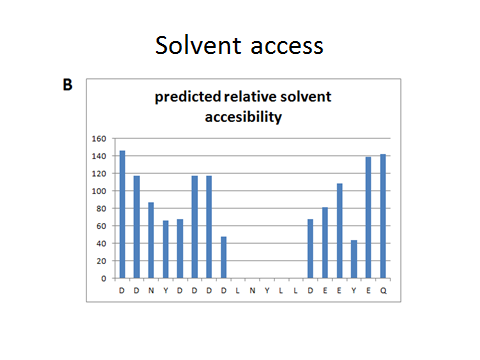 Solvent access
B
predicted relative solvent
accesibility
160
140
120
100
80
60
40
20
0
D D N Y D D D D L N Y L L D E E Y E Q